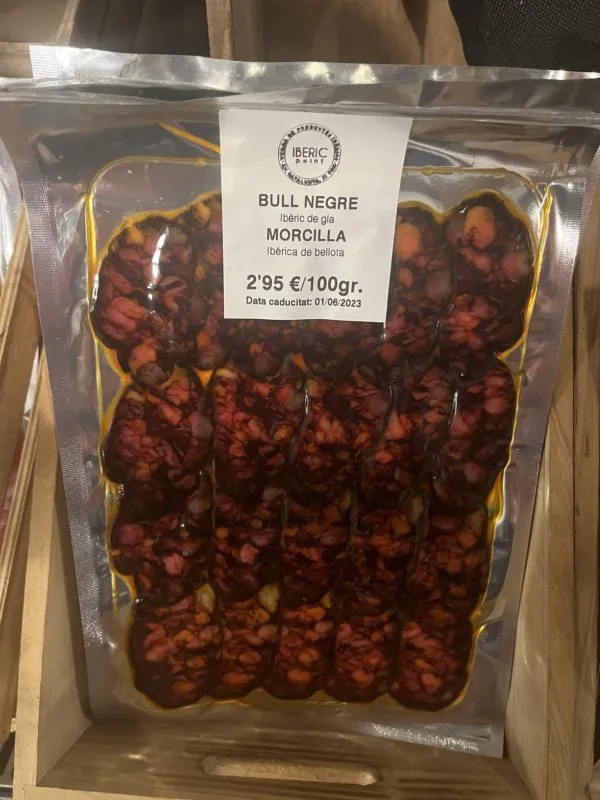 IBERIC
point
BULL NEGRE
Ibèric de gla
MORCILLA
Ibérica de bellota
2'95 €/100gr.
Data caducitat: 01/06/2023